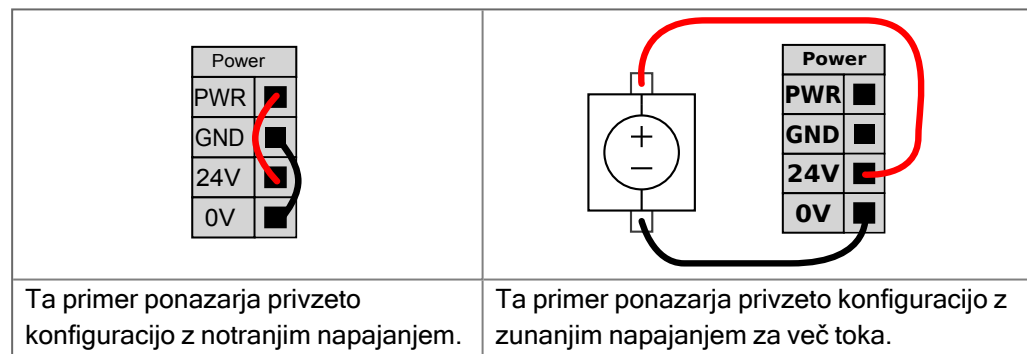 Power
PWR
GND
24V
0V
+
−
Power
PWR
GND
24V
0V
Ta primer ponazarja privzeto
konfiguracijo z notranjim napajanjem.
Ta primer ponazarja privzeto konfiguracijo z
zunanjim napajanjem za več toka.